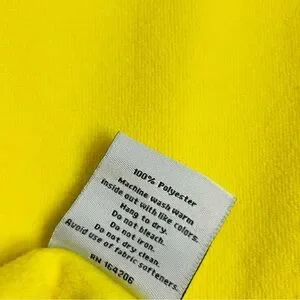 100% Polyester
Machine wash warm
inside out with like colors.
Hang to dry.
Do not bleach.
Do not iron.
Do not dry clean.
Avoid use of fabric softeners.
RN 164206